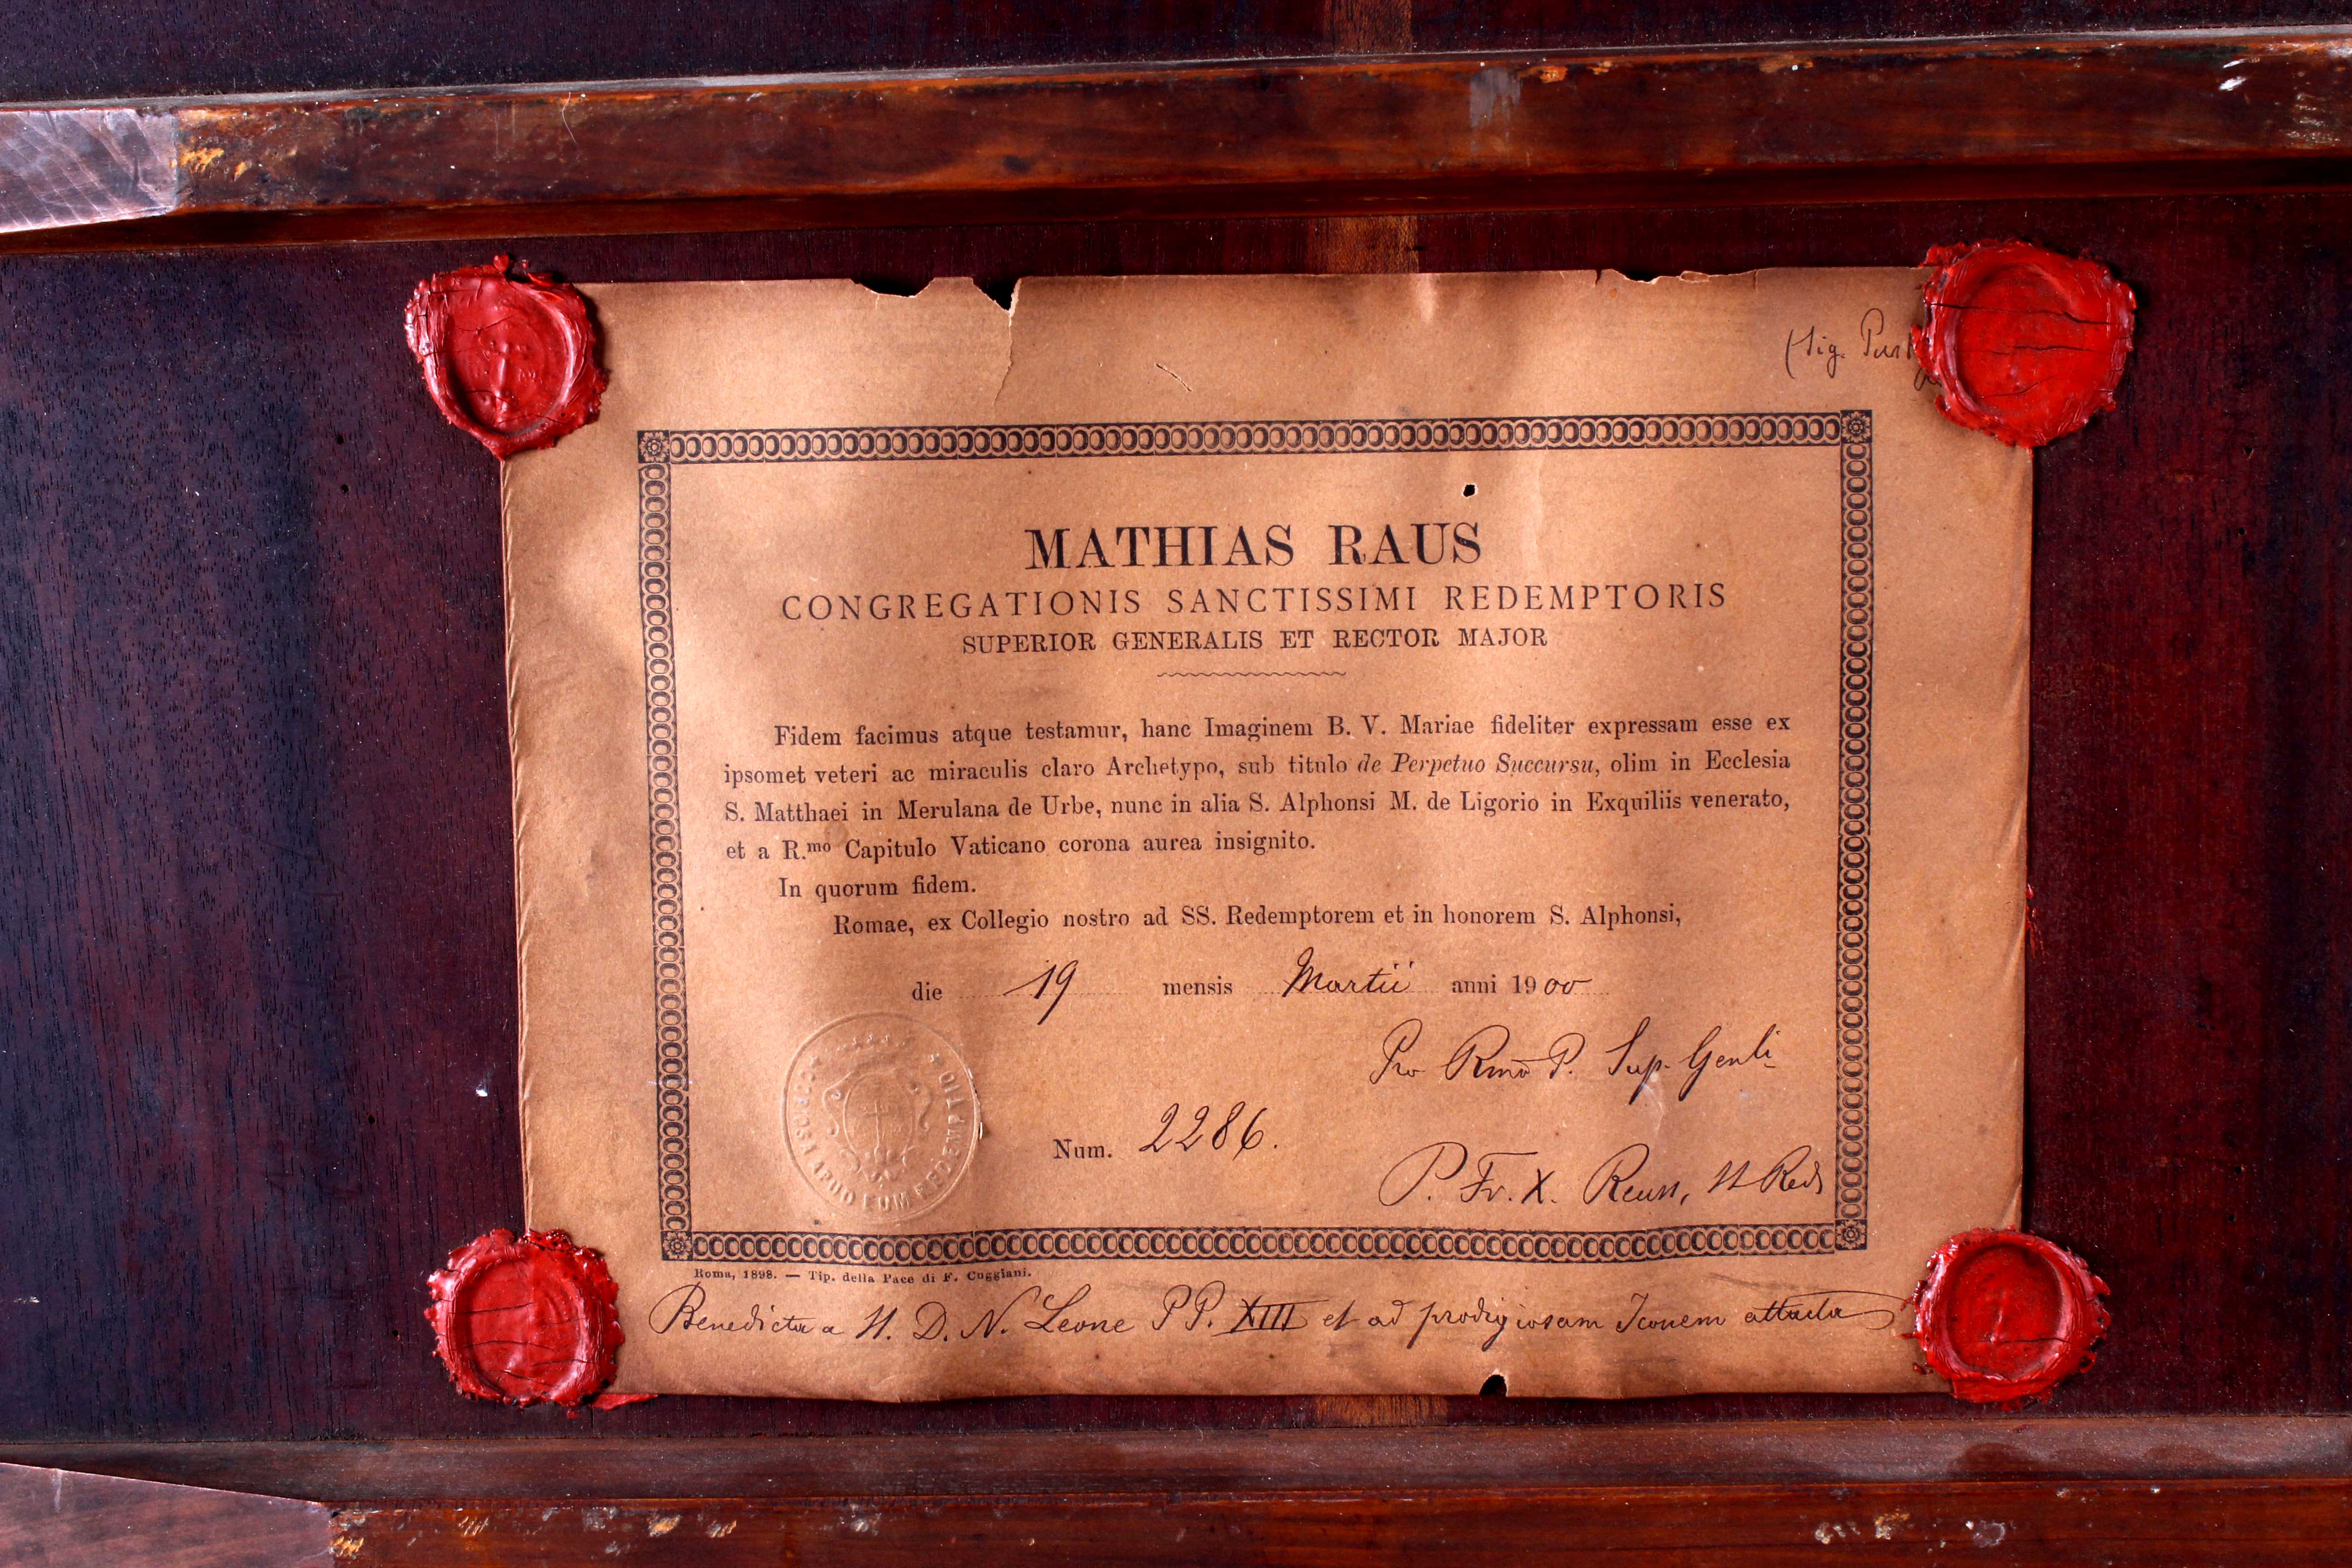 (Sig.
MATHIAS RAUS
CONGREGATIONIS SANCTISSIMI REDEMPTORIS
SUPERIOR GENERALIS ET RECTOR MAJOR
Fidem facimus atque testamur, hanc Imaginem B. V. Mariae fideliter expressam esse ex
ipsomet veteri ac miraculis claro Archetypo, sub titulo de Perpetuo Succursu, olim in Ecclesia
S. Matthaei in Merulana de Urbe, nunc in alia S. Alphonsi M. de Ligorio in Exquiliis venerato,
et a R.mo Capitulo Vaticano corona aurea insignito.
In quorum fidem.
Romae, ex Collegio nostro ad SS. Redemptorem et in honorem S. Alphonsi,
die 19 mensis Martii anni 1900
Pro Rmo P. Sup. Genli
COPIOSA APUD EUM REDEMPTIO
Num. 2286.
P. Fr. X. Reuss,
Roma, 1898. — Tip. della Pace di F. Cuggiani.
Benedicta a S. D. N. Leone PP. XIII et ad prodigiosam Iconem attacta